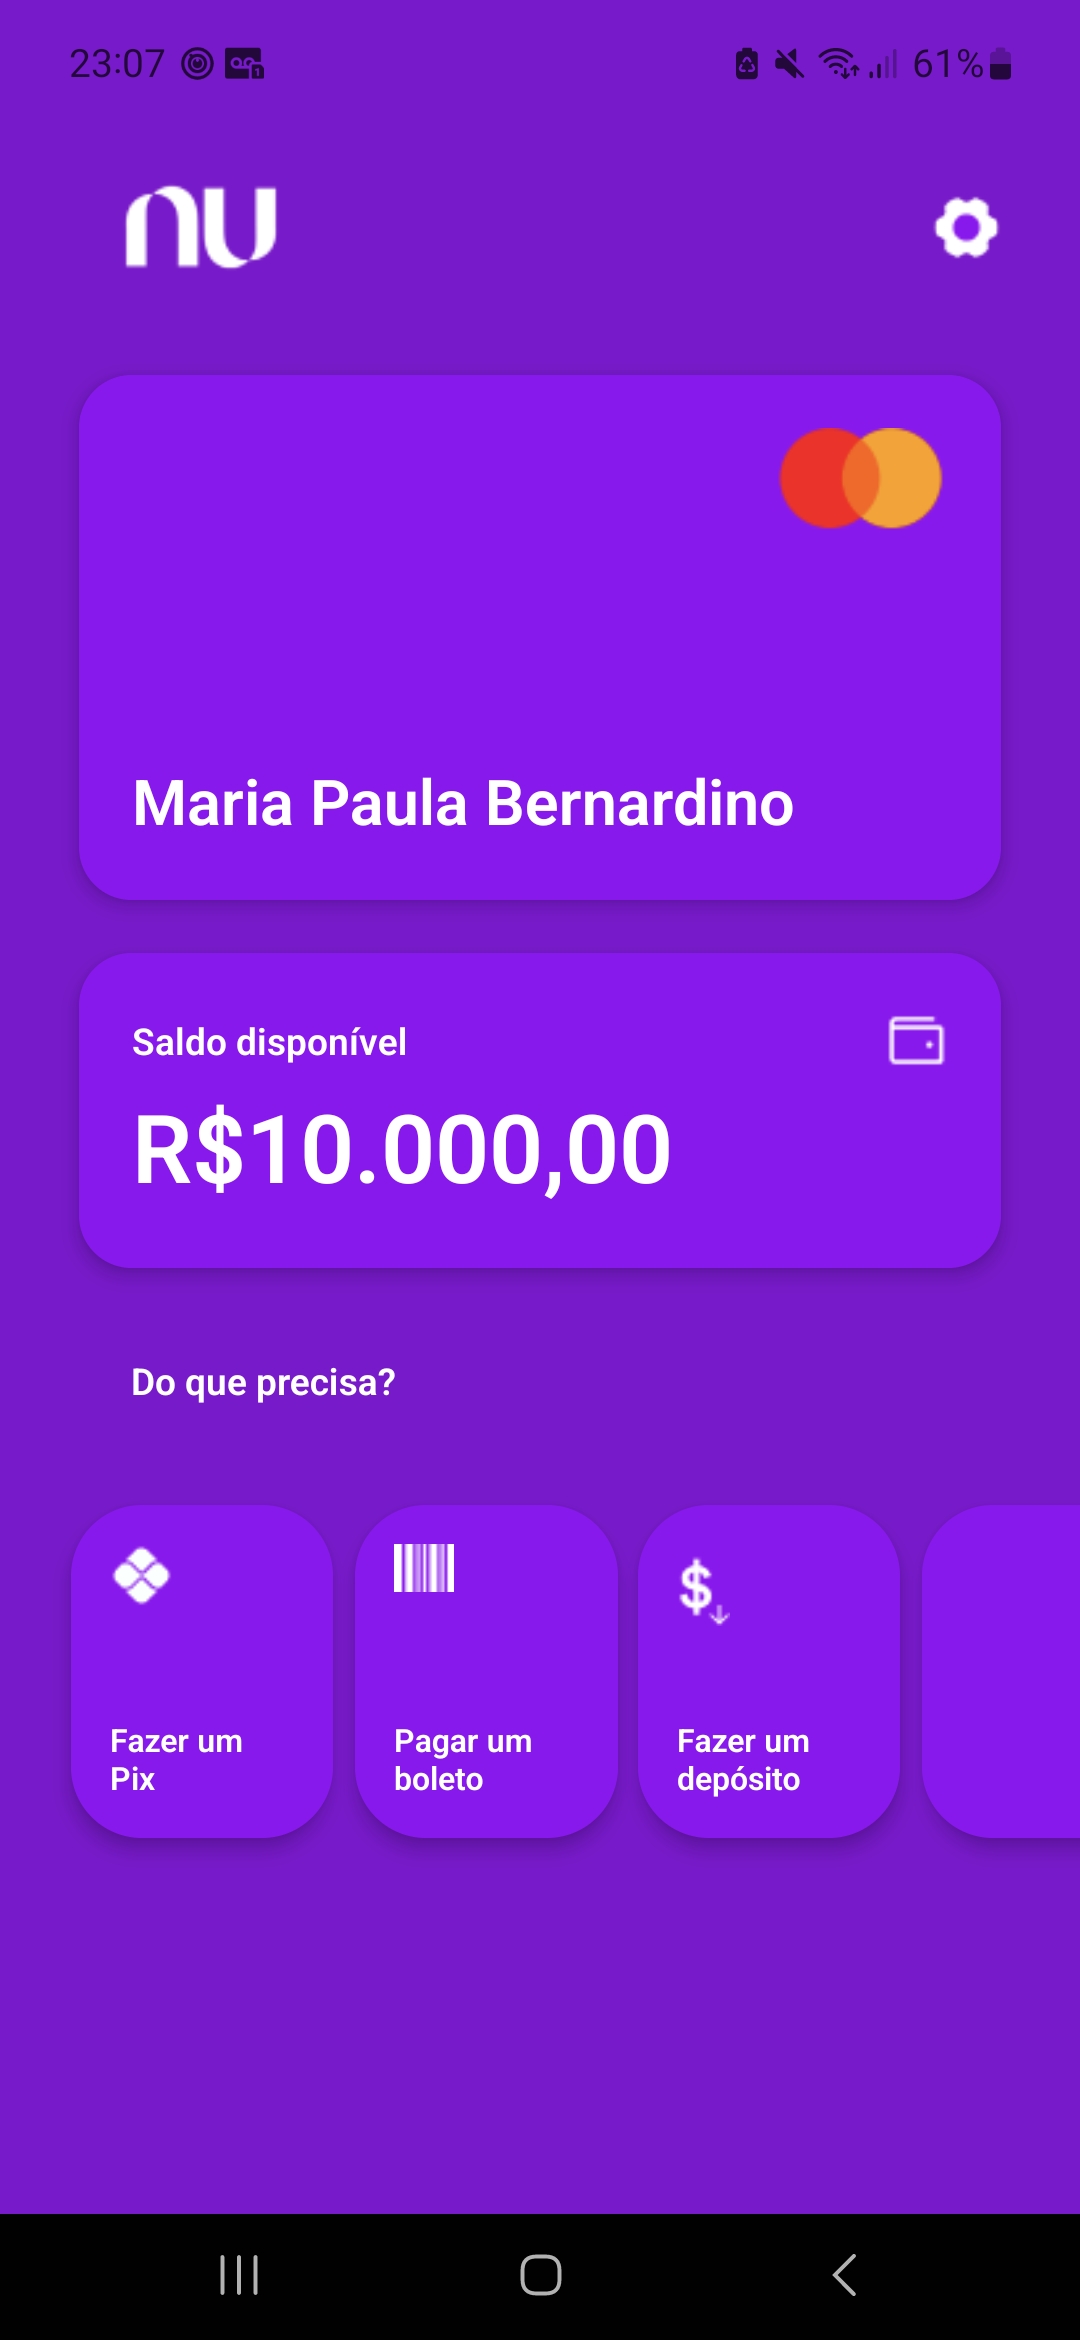 23:07
61%
nu
Maria Paula Bernardino
Saldo disponível
R$10.000,00
Do que precisa?
Fazer um
Pix
Pagar um
boleto
Fazer um
depósito